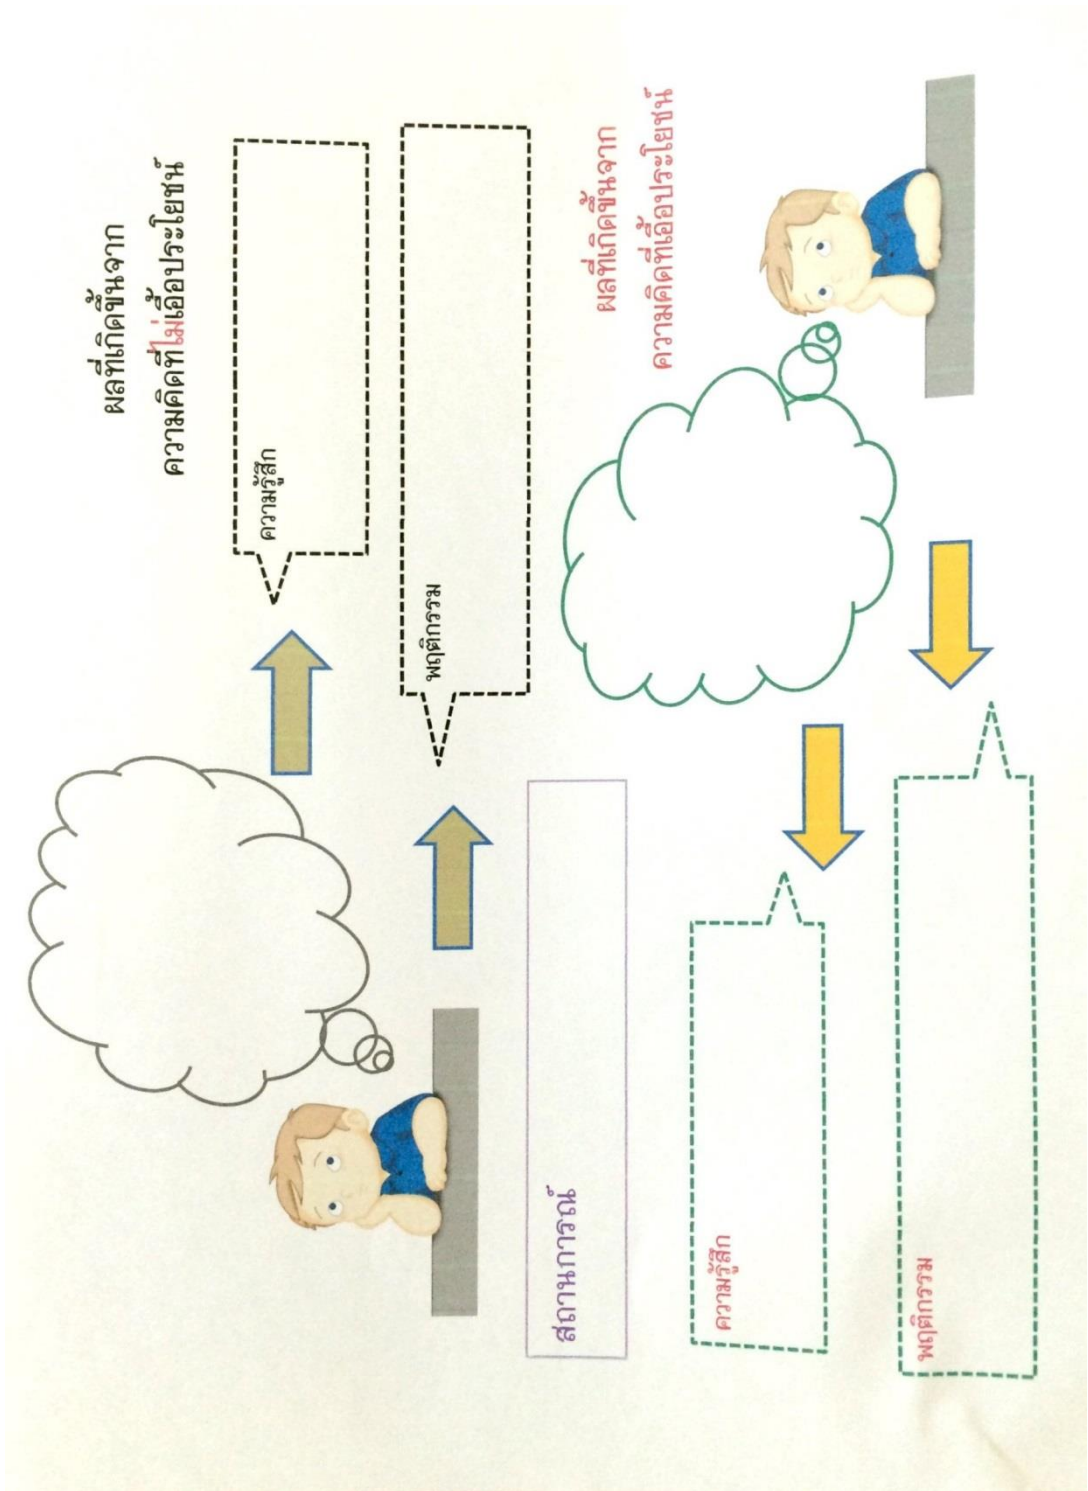 ผลที่เกิดขึ้นจาก
ความคิดที่ไม่เอื้อประโยชน์
ความรู้สึก
พฤติกรรม
สถานการณ์
ผลที่เกิดขึ้นจาก
ความคิดที่เอื้อประโยชน์
ความรู้สึก
พฤติกรรม